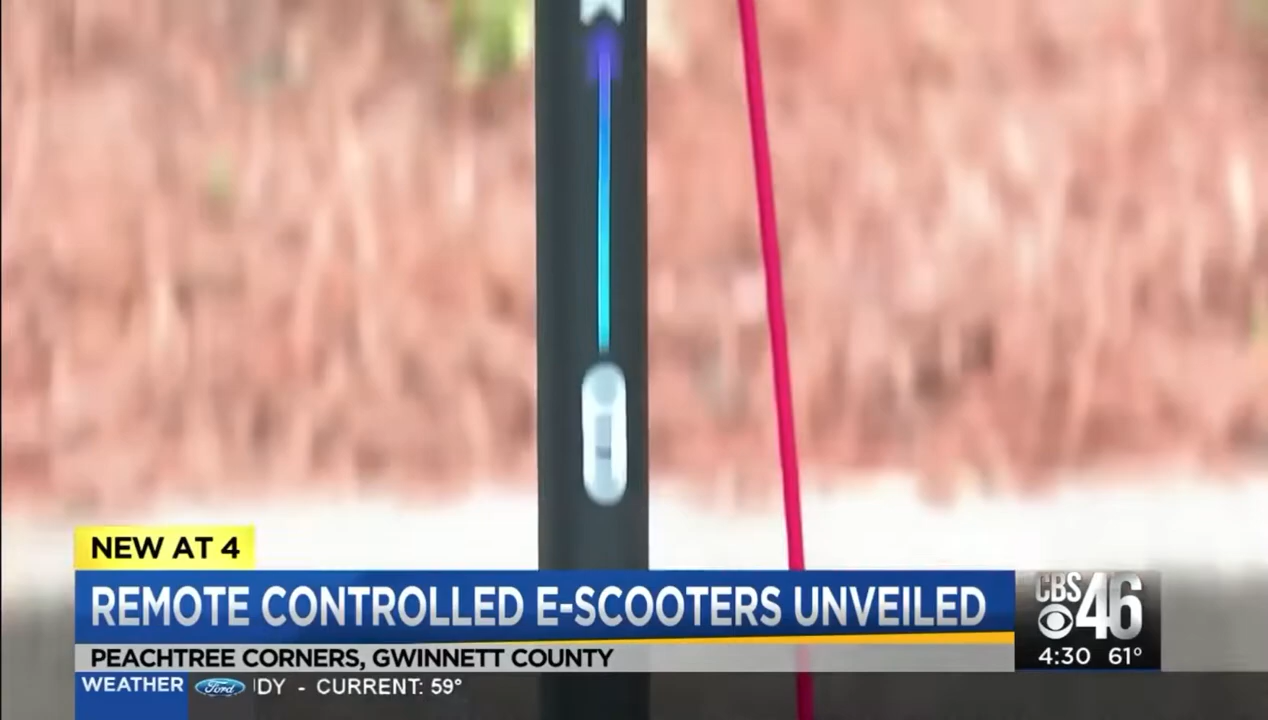 NEW AT 4
REMOTE CONTROLLED E-SCOOTERS UNVEILED
PEACHTREE CORNERS, GWINNETT COUNTY
CBS 46
4:30 61°
WEATHER Ford DY - CURRENT: 59°